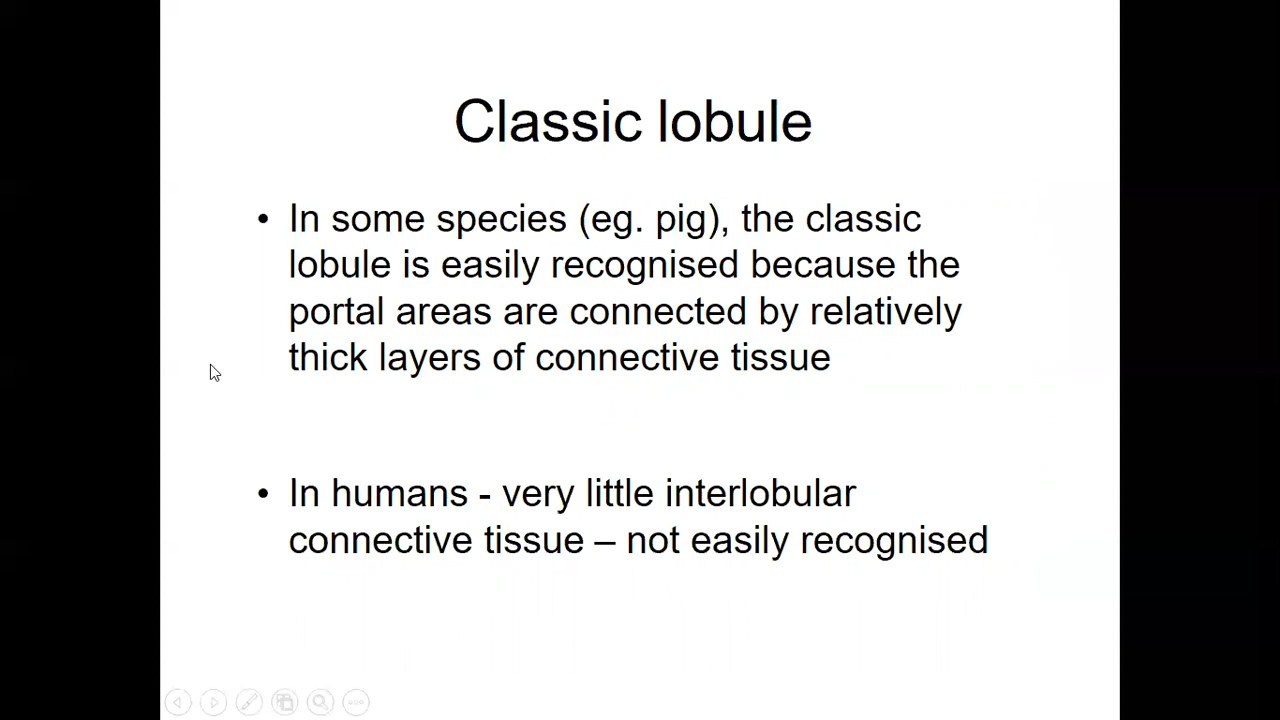 Classic lobule
• In some species (eg. pig), the classic
lobule is easily recognised because the
portal areas are connected by relatively
thick layers of connective tissue
• In humans - very little interlobular
connective tissue – not easily recognised